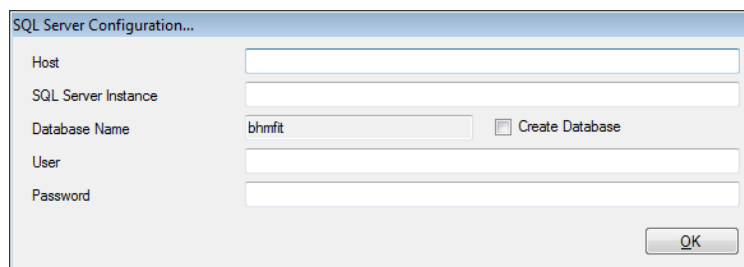 SQL Server Configuration...
Host
SQL Server Instance
Database Name bhmfit Create Database
User
Password
OK